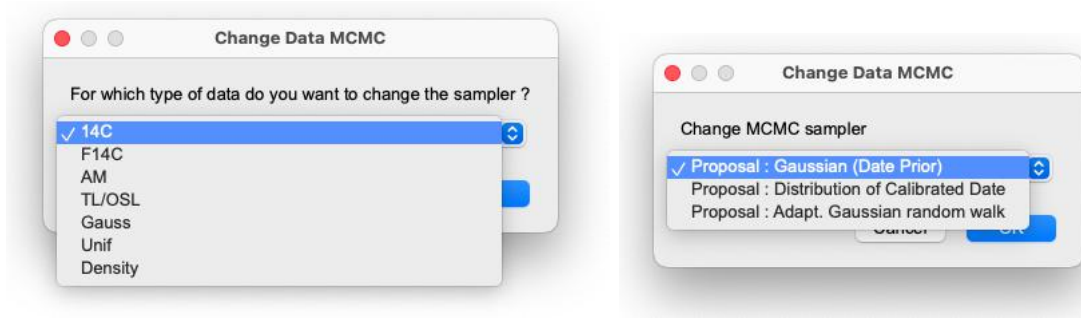 Change Data MCMC
For which type of data do you want to change the sampler ?
✓ 14C
F14C
AM
TL/OSL
Gauss
Unif
Density
Change Data MCMC
Change MCMC sampler
✓ Proposal : Gaussian (Date Prior)
Proposal : Distribution of Calibrated Date
Proposal : Adapt. Gaussian random walk
Cancel
OK